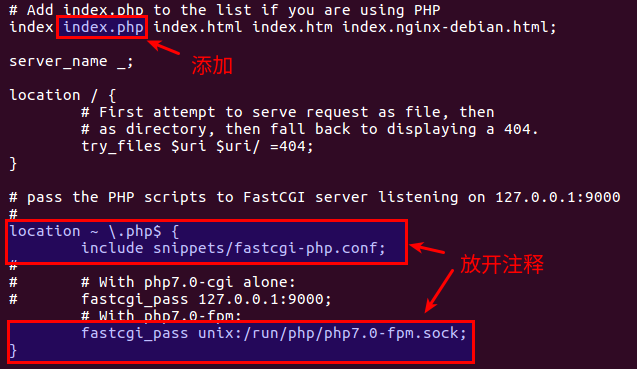 # Add index.php to the list if you are using PHP
index index.php index.html index.htm index.nginx-debian.html;
添加
server_name _;
location / {
# First attempt to serve request as file, then
# as directory, then fall back to displaying a 404.
try_files $uri $uri/ =404;
}
# pass the PHP scripts to FastCGI server listening on 127.0.0.1:9000
#
location ~ \.php$ {
include snippets/fastcgi-php.conf;
放开注释
#
# # With php7.0-cgi alone:
# fastcgi_pass 127.0.0.1:9000;
# With php7.0-fpm:
fastcgi_pass unix:/run/php/php7.0-fpm.sock;
}